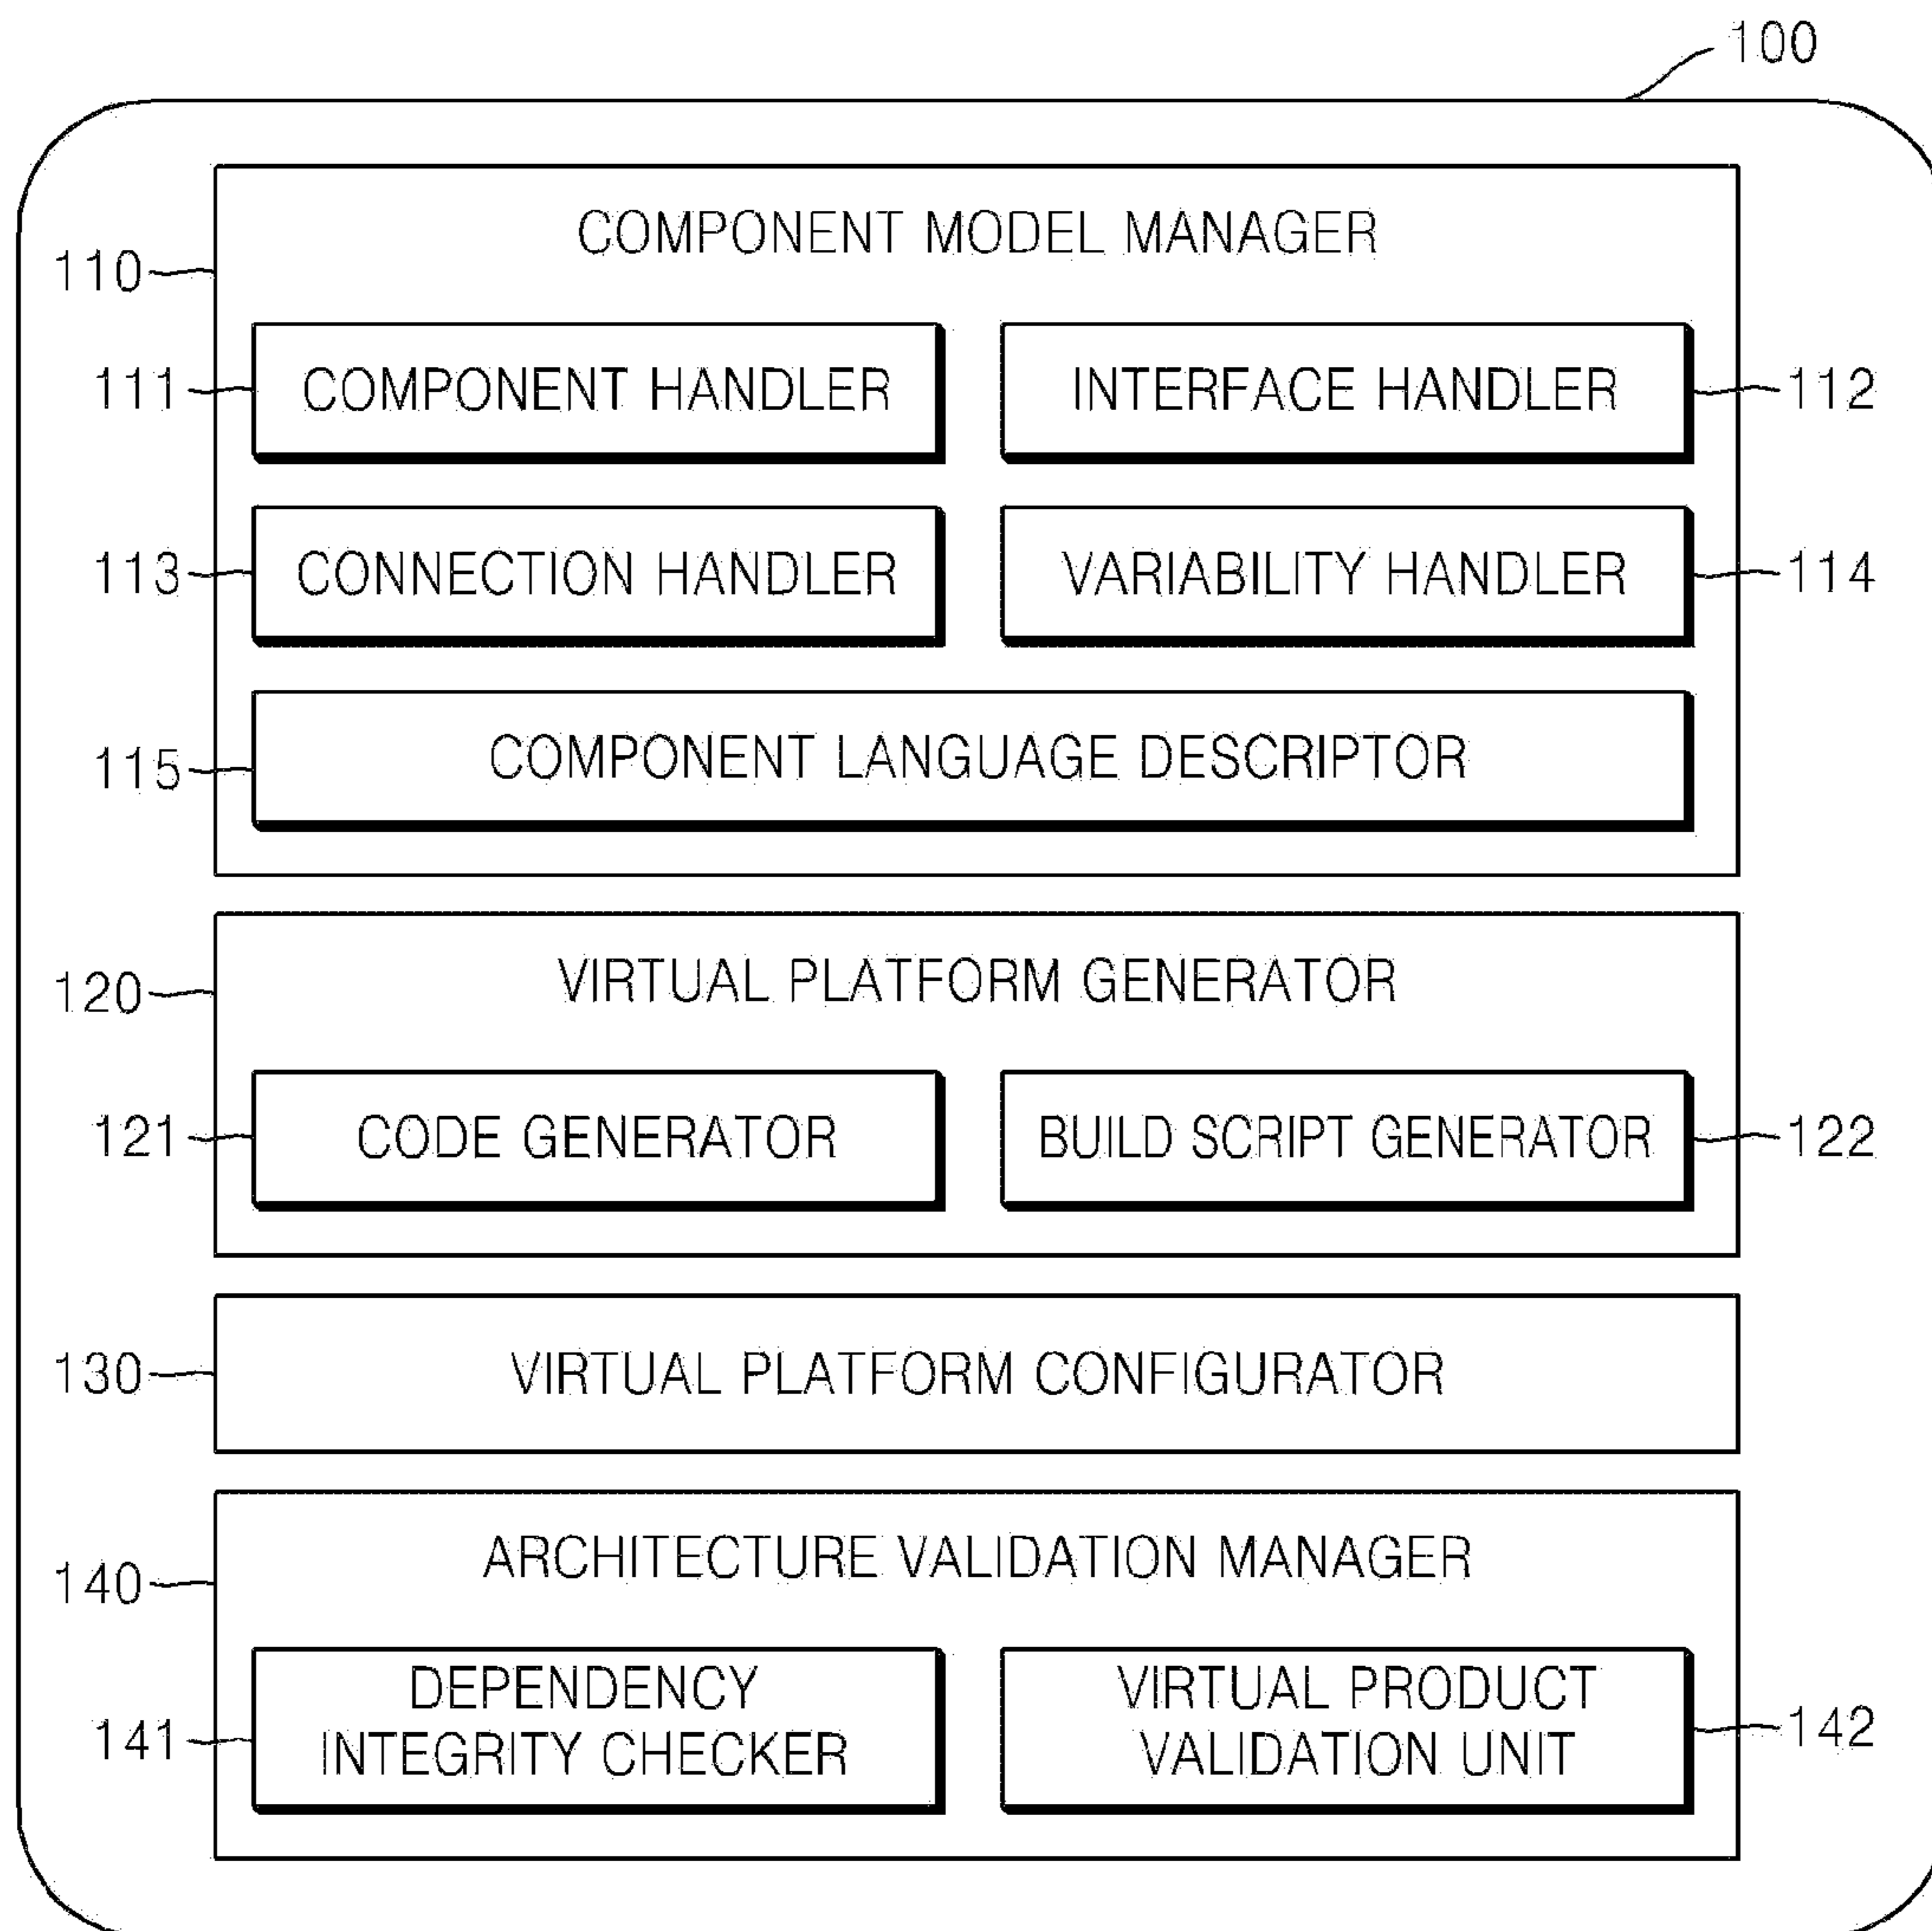 100
COMPONENT MODEL MANAGER
110
111 COMPONENT HANDLER INTERFACE HANDLER 112
113 CONNECTION HANDLER VARIABILITY HANDLER 114
115 COMPONENT LANGUAGE DESCRIPTOR
VIRTUAL PLATFORM GENERATOR
120
121 CODE GENERATOR BUILD SCRIPT GENERATOR 122
130 VIRTUAL PLATFORM CONFIGURATOR
ARCHITECTURE VALIDATION MANAGER
140
141
DEPENDENCY
INTEGRITY CHECKER
VIRTUAL PRODUCT
VALIDATION UNIT
142